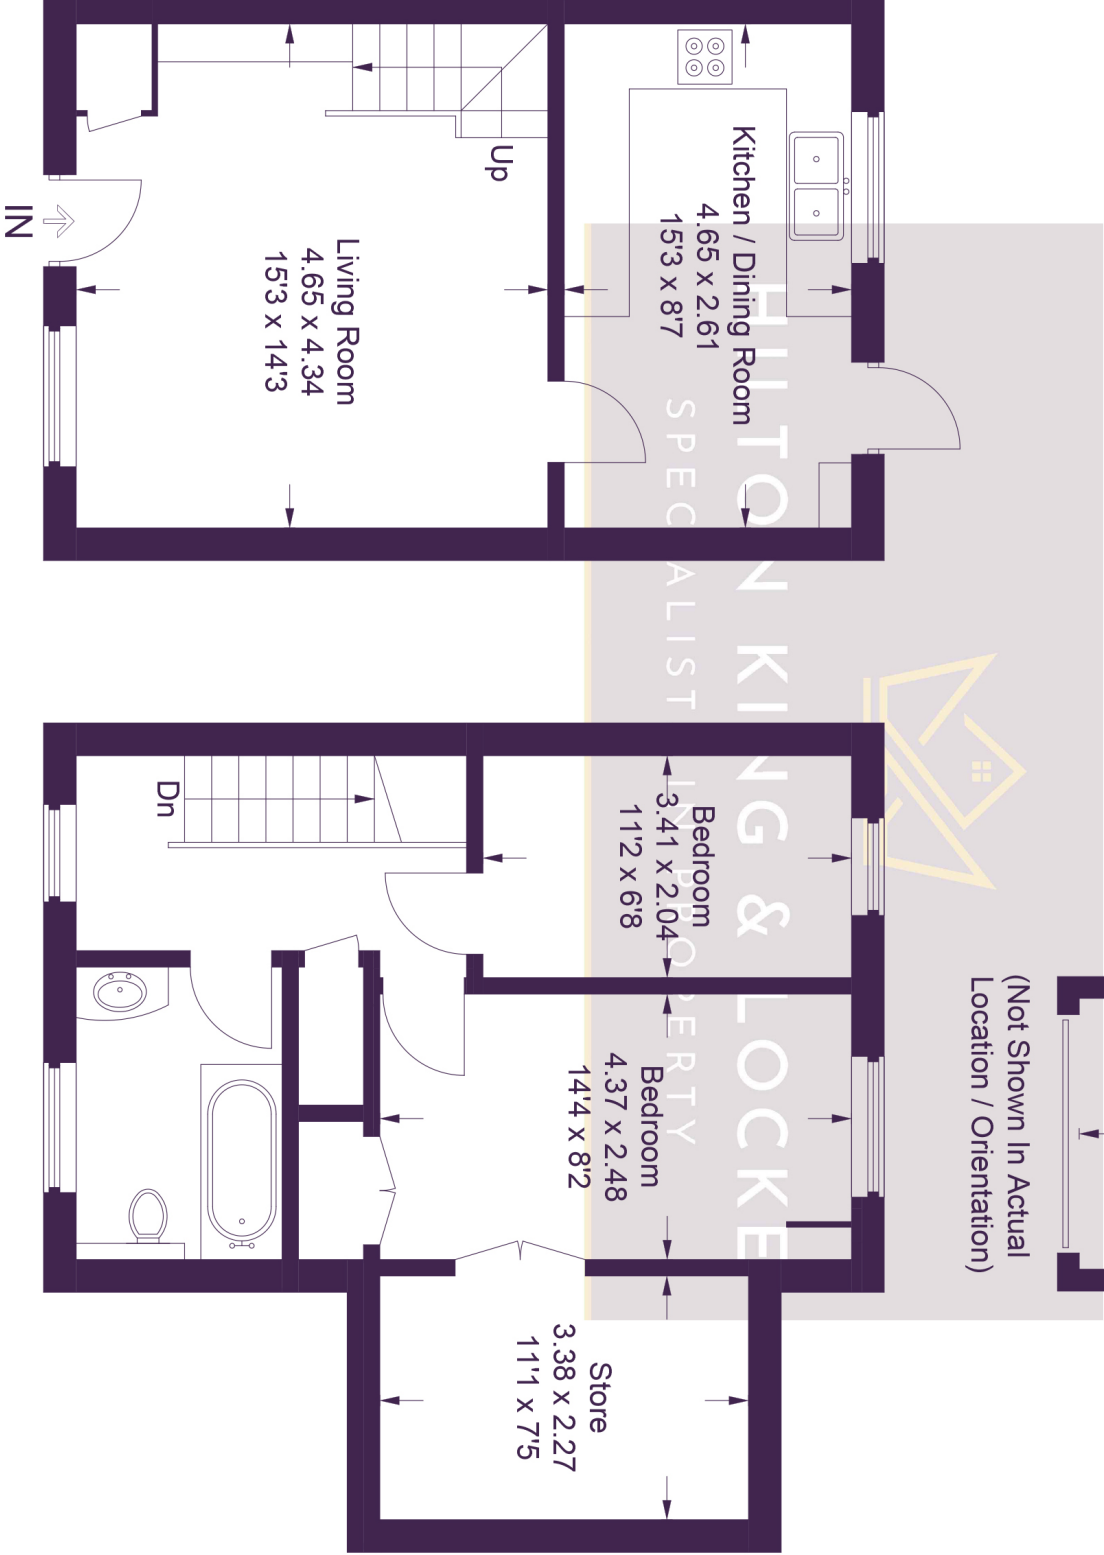 Kitchen / Dining Room
4.65 x 2.61
15'3 x 8'7
Up
Living Room
4.65 x 4.34
15'3 x 14'3
IN
HILTON KING & LOCKE
SPECIALIST IN PROPERTY
(Not Shown In Actual
Location / Orientation)
Bedroom
3.41 x 2.04
11'2 x 6'8
Bedroom
4.37 x 2.48
14'4 x 8'2
Store
3.38 x 2.27
11'1 x 7'5
Dn